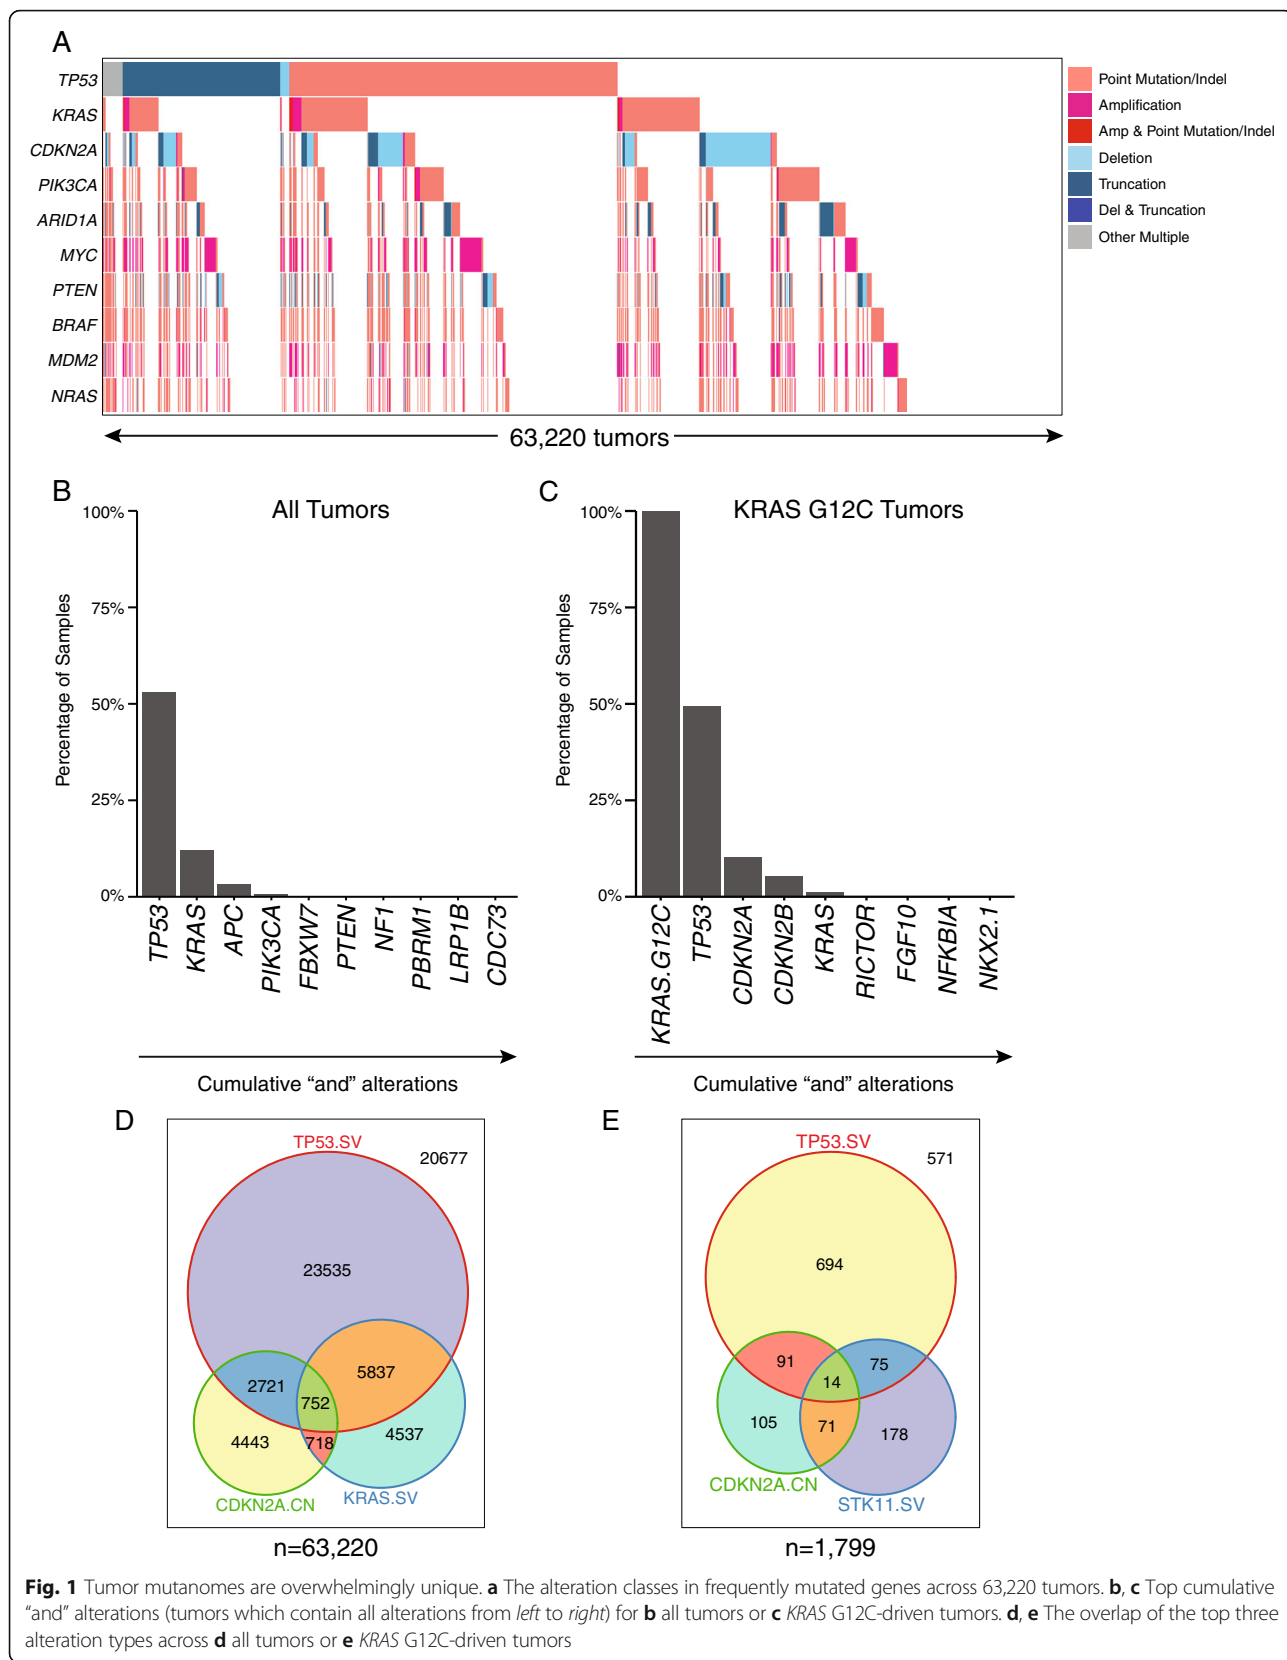 A
TP53
KRAS
CDKN2A
PIK3CA
ARID1A
MYC
PTEN
BRAF
MDM2
NRAS
Point Mutation/Indel
Amplification
Amp & Point Mutation/Indel
Deletion
Truncation
Del & Truncation
Other Multiple
63,220 tumors
B
All Tumors
100%
75%
50%
25%
0%
Percentage of Samples
TP53
KRAS
APC
PIK3CA
FBXW7
PTEN
NF1
PBRM1
LRP1B
CDC73
Cumulative “and” alterations
C
KRAS G12C Tumors
100%
75%
50%
25%
0%
Percentage of Samples
KRAS.G12C
TP53
CDKN2A
CDKN2B
KRAS
RICTOR
FGF10
NFKBIA
NKX2.1
Cumulative “and” alterations
D
TP53.SV
20677
23535
2721
5837
752
4443
718
4537
CDKN2A.CN
KRAS.SV
n=63,220
E
TP53.SV
571
694
91
75
14
105
71
178
CDKN2A.CN
STK11.SV
n=1,799
Fig. 1 Tumor mutanomes are overwhelmingly unique. a The alteration classes in frequently mutated genes across 63,220 tumors. b, c Top cumulative
“and” alterations (tumors which contain all alterations from left to right) for b all tumors or c KRAS G12C-driven tumors. d, e The overlap of the top three
alteration types across d all tumors or e KRAS G12C-driven tumors